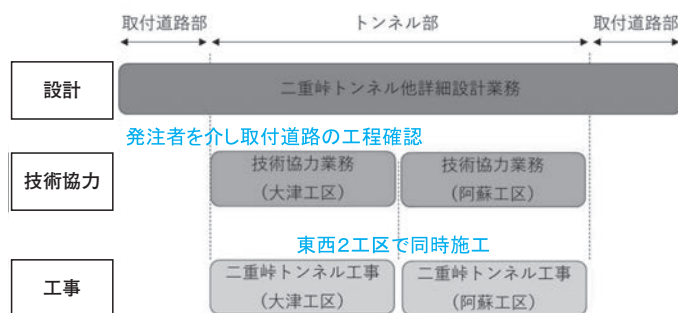 取付道路部
トンネル部
取付道路部
設計
二重峠トンネル他詳細設計業務
発注者を介し取付道路の工程確認
技術協力
技術協力業務
(大津工区)
技術協力業務
(阿蘇工区)
東西2工区で同時施工
工事
二重峠トンネル工事
(大津工区)
二重峠トンネル工事
(阿蘇工区)